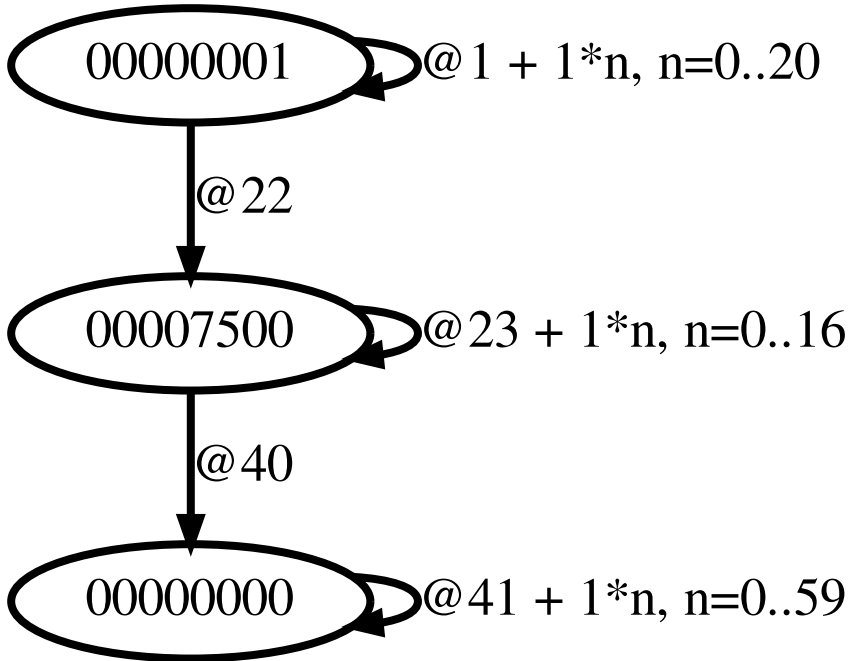 00000001 @1 + 1*n, n=0..20
@22
00007500 @23 + 1*n, n=0..16
@40
00000000 @41 + 1*n, n=0..59